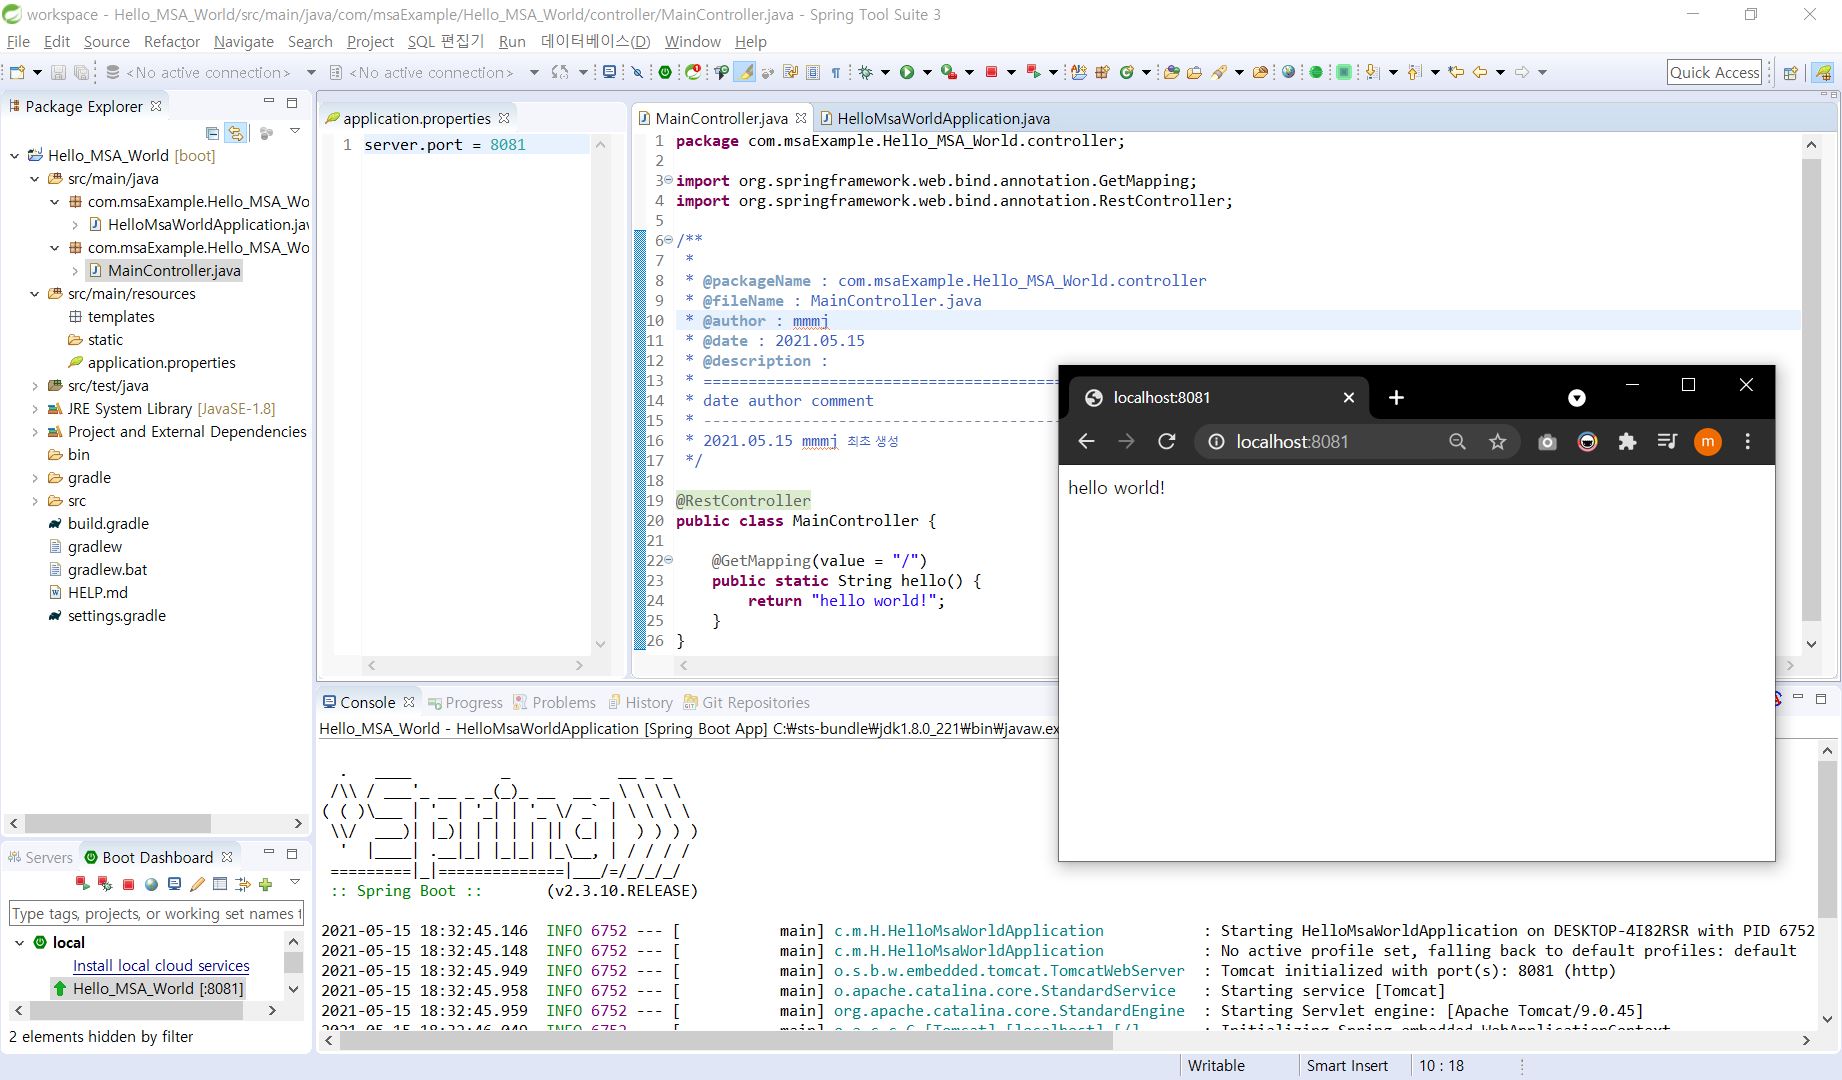 workspace - Hello_MSA_World/src/main/java/com/msaExample/Hello_MSA_World/controller/MainController.java - Spring Tool Suite 3
File Edit Source Refactor Navigate Search Project SQL 편집기 Run 데이터베이스(D) Window Help
<No active connection> <No active connection> Quick Access
Package Explorer
Hello_MSA_World [boot]
src/main/java
com.msaExample.Hello_MSA_Wo
HelloMsaWorldApplication.jav
com.msaExample.Hello_MSA_Wo
MainController.java
src/main/resources
templates
static
application.properties
src/test/java
JRE System Library [JavaSE-1.8]
Project and External Dependencies
bin
gradle
src
build.gradle
gradlew
gradlew.bat
HELP.md
settings.gradle
Servers Boot Dashboard
Type tags, projects, or working set names t
local
Install local cloud services
Hello_MSA_World [:8081]
2 elements hidden by filter
application.properties
1 server.port = 8081
MainController.java HelloMsaWorldApplication.java
1 package com.msaExample.Hello_MSA_World.controller;
2
3 import org.springframework.web.bind.annotation.GetMapping;
4 import org.springframework.web.bind.annotation.RestController;
5
6 /**
7 *
8 * @packageName : com.msaExample.Hello_MSA_World.controller
9 * @fileName : MainController.java
10 * @author : mmmj
11 * @date : 2021.05.15
12 * @description :
13 * ========================================
14 * date author comment
15 * ----------------------------------------
16 * 2021.05.15 mmmj 최초 생성
17 */
18
19 @RestController
20 public class MainController {
21
22 @GetMapping(value = "/")
23 public static String hello() {
24 return "hello world!";
25 }
26 }
localhost:8081
localhost:8081
m
hello world!
Console Progress Problems History Git Repositories
Hello_MSA_World - HelloMsaWorldApplication [Spring Boot App] C:₩sts-bundle₩jdk1.8.0_221₩bin₩javaw.ex
  .   ____          _            __ _ _
 /\\ / ___'_ __ _ _(_)_ __  __ _ \ \ \ \
( ( )\___ | '_ | '_| | '_ \/ _` | \ \ \ \
 \\/  ___)| |_)| | | | | || (_| |  ) ) ) )
  '  |____| .__|_| |_|_| |_\__, | / / / /
 =========|_|==============|___/=/_/_/_/
:: Spring Boot :: (v2.3.10.RELEASE)
2021-05-15 18:32:45.146 INFO 6752 --- [ main] c.m.H.HelloMsaWorldApplication : Starting HelloMsaWorldApplication on DESKTOP-4I82RSR with PID 6752
2021-05-15 18:32:45.148 INFO 6752 --- [ main] c.m.H.HelloMsaWorldApplication : No active profile set, falling back to default profiles: default
2021-05-15 18:32:45.949 INFO 6752 --- [ main] o.s.b.w.embedded.tomcat.TomcatWebServer : Tomcat initialized with port(s): 8081 (http)
2021-05-15 18:32:45.958 INFO 6752 --- [ main] o.apache.catalina.core.StandardService : Starting service [Tomcat]
2021-05-15 18:32:45.959 INFO 6752 --- [ main] org.apache.catalina.core.StandardEngine : Starting Servlet engine: [Apache Tomcat/9.0.45]
2021-05-15 18:32:46.049 INFO 6752 --- [ main] o.a.c.c.C.[Tomcat].[localhost].[/] : Initializing Spring embedded WebApplicationContext
Writable Smart Insert 10 : 18